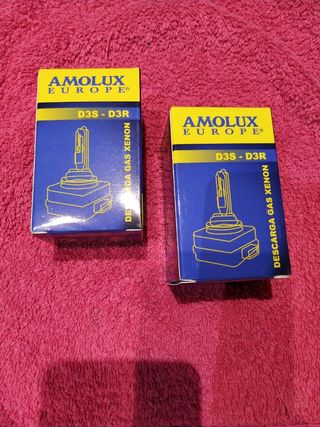 AMOLUX
EUROPE®
D3S - D3R
DESCARGA GAS XENON
AMOLUX
EUROPE®
D3S - D3R
DESCARGA GAS XENON